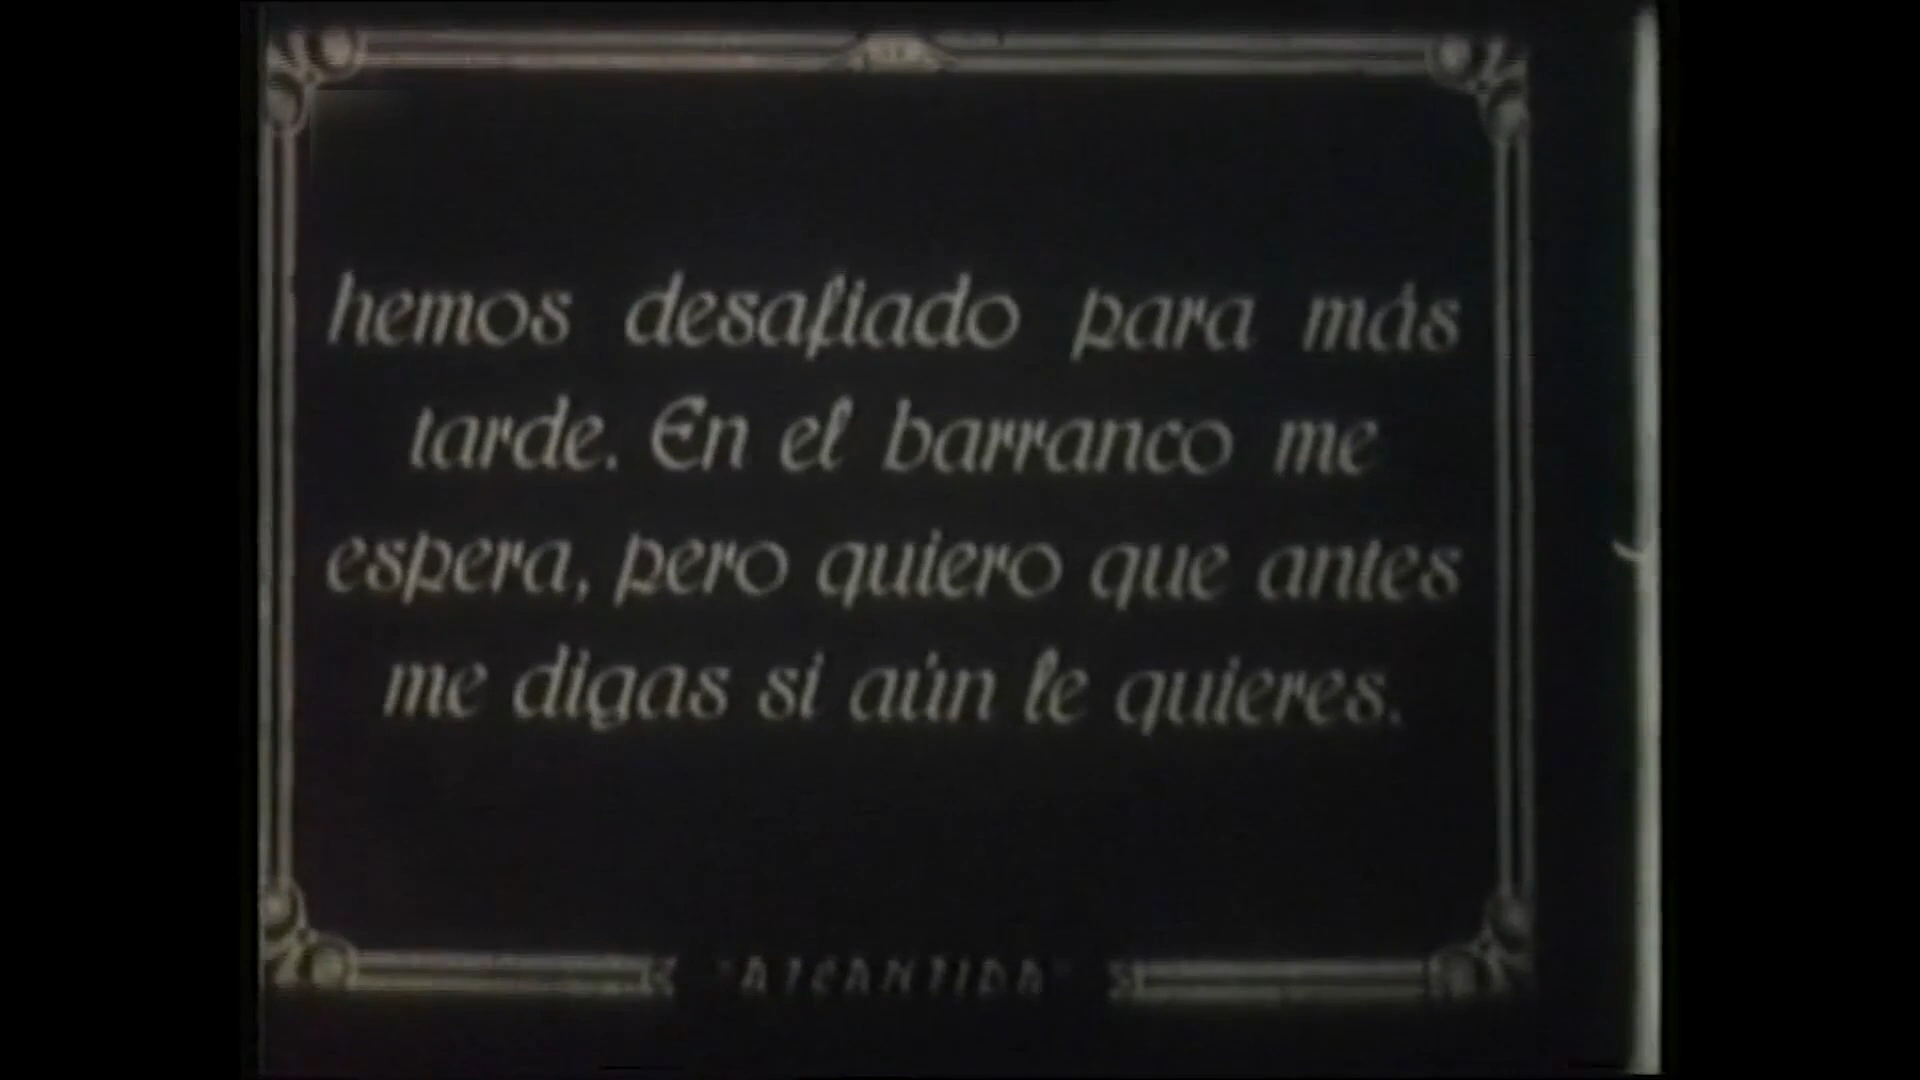 hemos desafiado para más
tarde. En el barranco me
espera, pero quiero que antes
me digas si aún le quieres.
"ATLANTIDA"